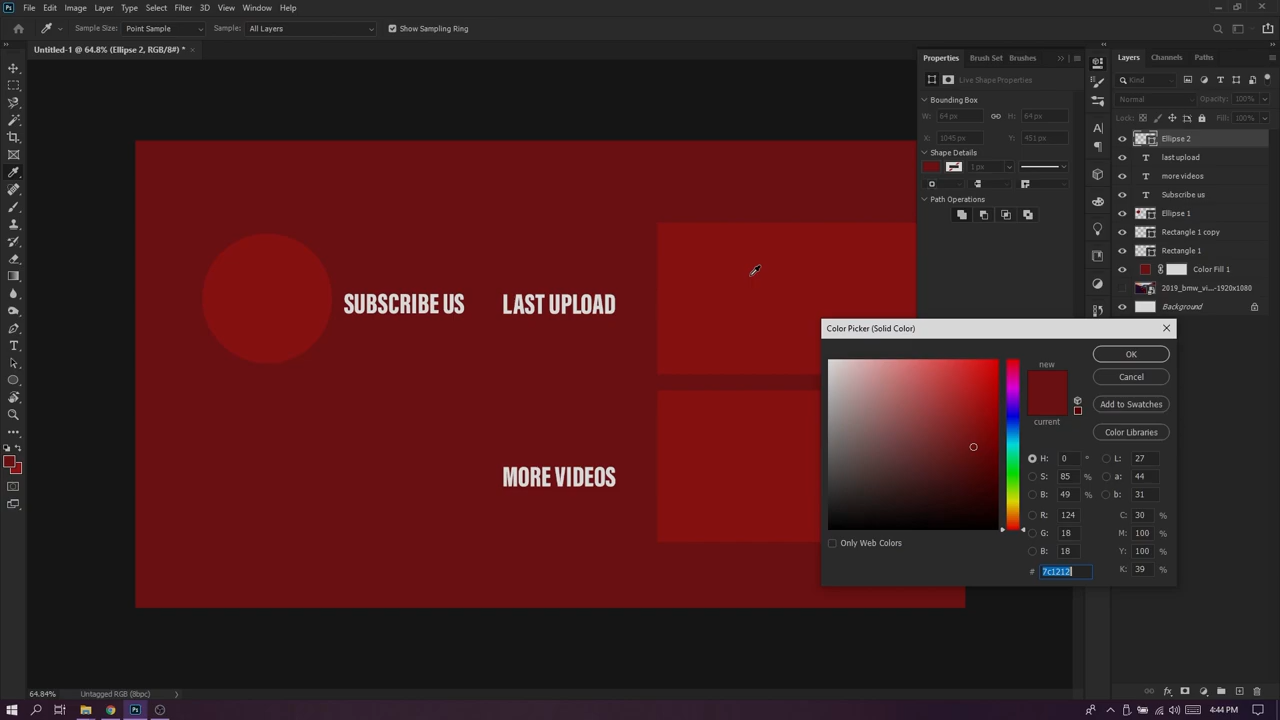 Ps File Edit Image Layer Type Select Filter 3D View Window Help
Sample Size: Point Sample Sample: All Layers Show Sampling Ring
Untitled-1 @ 64.8% (Ellipse 2, RGB/8#) *
Properties Brush Set Brushes
Live Shape Properties
Bounding Box
W: 64 px H: 64 px
X: 1045 px Y: 451 px
Shape Details
1 px
Path Operations
Layers Channels Paths
Kind
Normal Opacity: 100%
Lock: Fill: 100%
Ellipse 2
last upload
more videos
Subscribe us
Ellipse 1
Rectangle 1 copy
Rectangle 1
Color Fill 1
2019_bmw_vi...-1920x1080
Background
SUBSCRIBE US
LAST UPLOAD
MORE VIDEOS
Color Picker (Solid Color)
new
current
OK
Cancel
Add to Swatches
Color Libraries
H: 0 ° L: 27
S: 85 % a: 44
B: 49 % b: 31
R: 124 C: 30 %
G: 18 M: 100 %
B: 18 Y: 100 %
# 7c1212 K: 39 %
Only Web Colors
64.84% Untagged RGB (8bpc)
Ps
4:44 PM